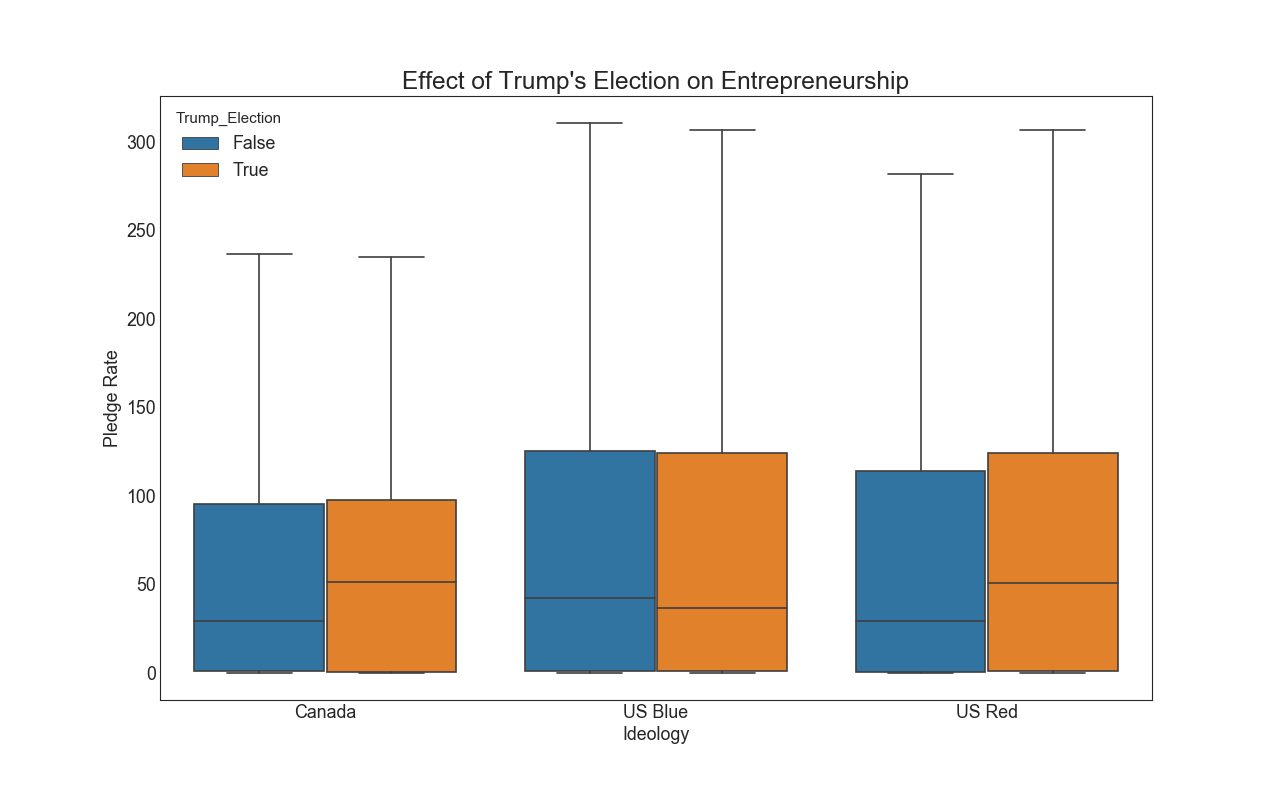 Effect of Trump's Election on Entrepreneurship
Trump_Election
False
True
300
250
200
150
100
50
0
Pledge Rate
Canada
US Blue
US Red
Ideology